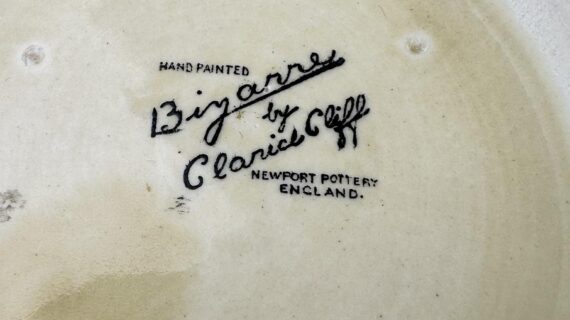 HAND PAINTED
Bizarre
by
Clarice Cliff
NEWPORT POTTERY
ENGLAND.